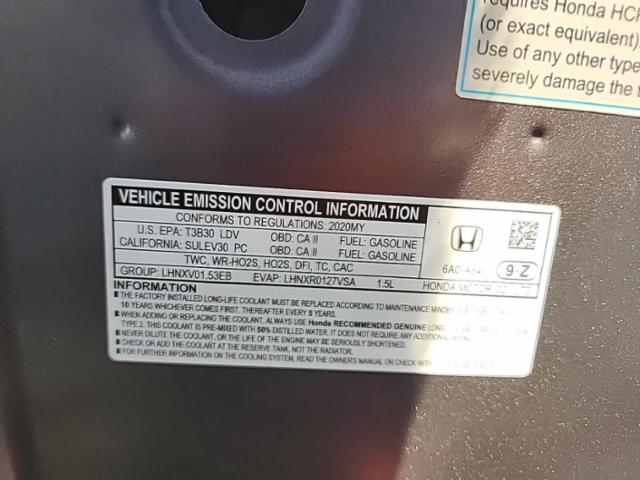 requires Honda HCF
(or exact equivalent).
Use of any other type
severely damage the
VEHICLE EMISSION CONTROL INFORMATION
CONFORMS TO REGULATIONS: 2020MY
U.S. EPA: T3B30 LDV OBD: CA II FUEL: GASOLINE
CALIFORNIA: SULEV30 PC OBD: CA II FUEL: GASOLINE
TWC, WR-HO2S, HO2S, DFI, TC, CAC
GROUP: LHNXV01.53EB EVAP: LHNXR0127VSA 1.5L
HONDA
9-Z
HONDA MOTOR CO., LTD.
INFORMATION
■ THE FACTORY INSTALLED LONG-LIFE COOLANT MUST BE CHANGED ACCORDING TO MAINTENANCE MINDER
10 YEARS WHICHEVER COMES FIRST. THEREAFTER EVERY 5 YEARS.
■ WHEN ADDING OR REPLACING THE COOLANT, ALWAYS USE Honda RECOMMENDED GENUINE LONG
TYPE 2. THIS COOLANT IS PRE-MIXED WITH 50% DISTILLED WATER, AND IT DOES NOT REQUIRE ANY ADDITIONAL
■ NEVER DILUTE THE COOLANT, OR THE LIFE OF THE ENGINE MAY BE SERIOUSLY SHORTENED.
■ CHECK OR ADD THE COOLANT AT THE RESERVE TANK, NOT THE RADIATOR.
■ FOR FURTHER INFORMATION ON THE COOLING SYSTEM, READ THE OWNER'S MANUAL OR CHECK WITH